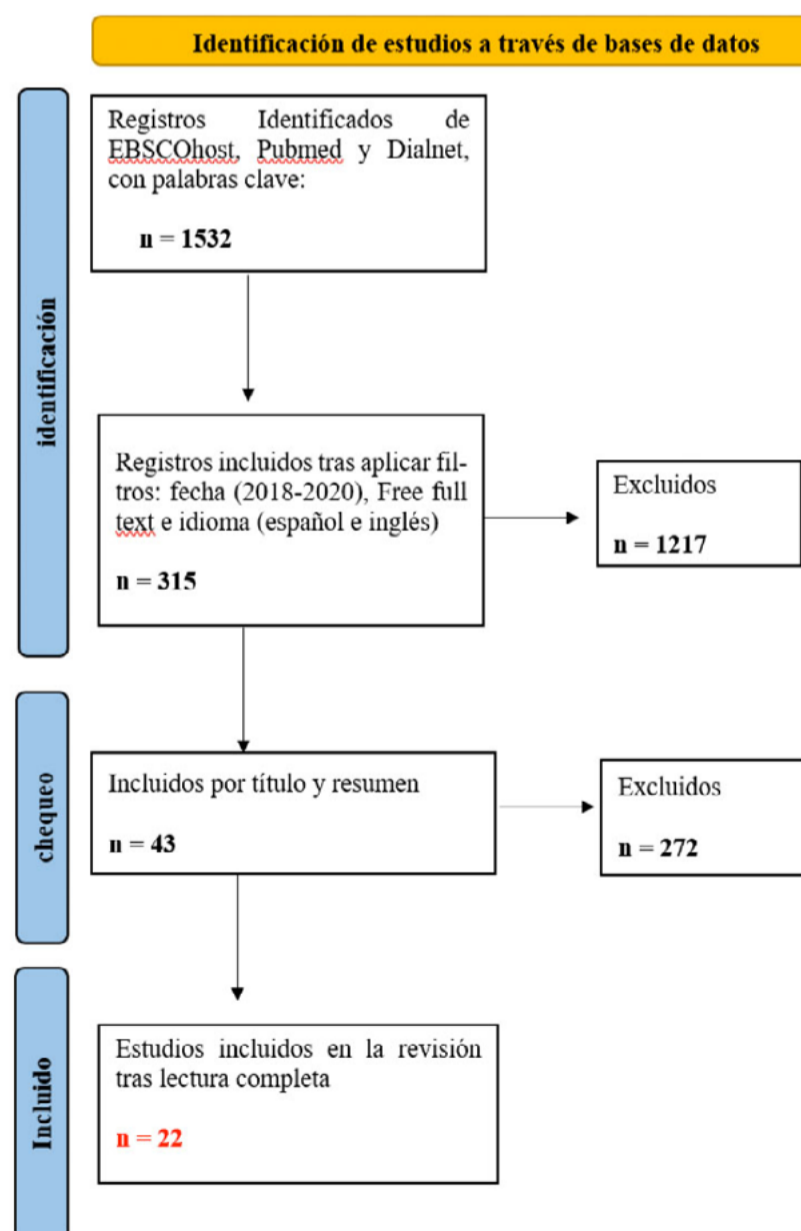 Identificación de estudios a través de bases de datos
identificación
Registros Identificados de
EBSCOhost, Pubmed y Dialnet,
con palabras clave:
n = 1532
Registros incluidos tras aplicar fil-
tros: fecha (2018-2020), Free full
text e idioma (español e inglés)
n = 315
Excluidos
n = 1217
chequeo
Incluidos por título y resumen
n = 43
Excluidos
n = 272
Incluido
Estudios incluidos en la revisión
tras lectura completa
n = 22